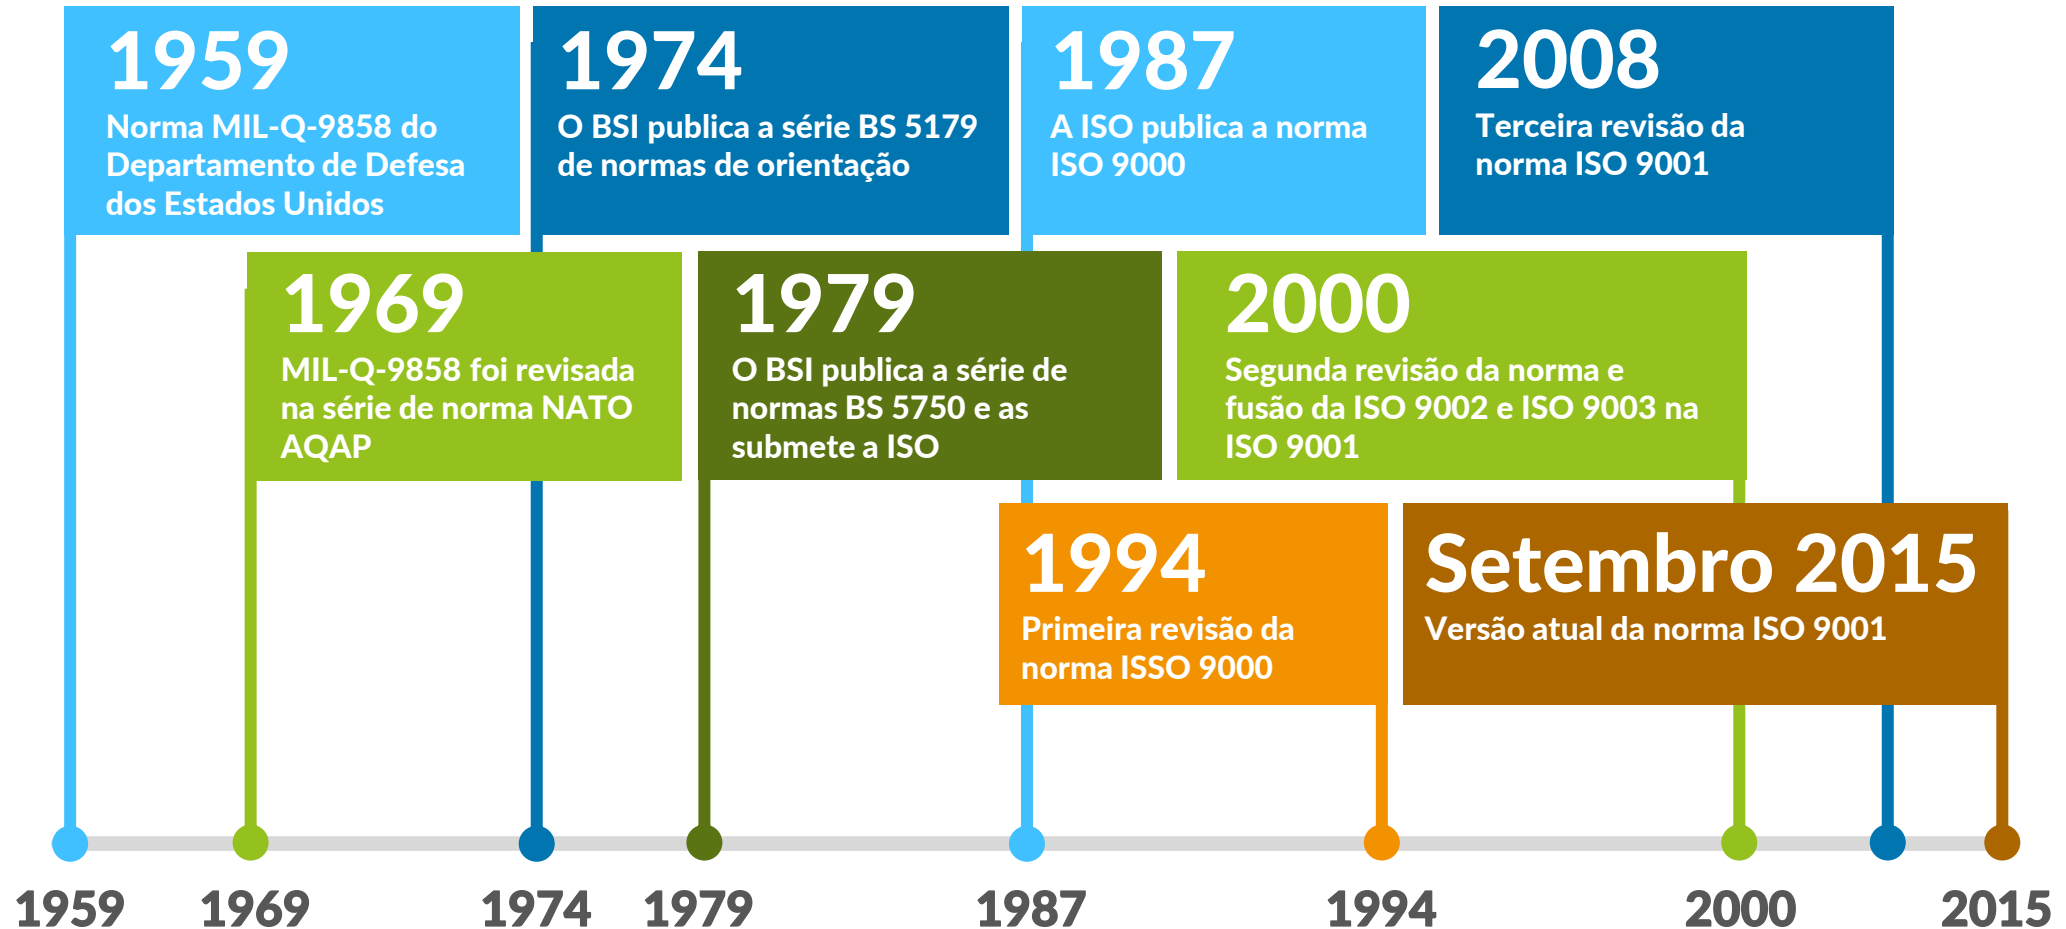 1959
Norma MIL-Q-9858 do
Departamento de Defesa
dos Estados Unidos
1974
O BSI publica a série BS 5179
de normas de orientação
1987
A ISO publica a norma
ISO 9000
2008
Terceira revisão da
norma ISO 9001
1969
MIL-Q-9858 foi revisada
na série de norma NATO
AQAP
1979
O BSI publica a série de
normas BS 5750 e as
submete a ISO
2000
Segunda revisão da norma e
fusão da ISO 9002 e ISO 9003 na
ISO 9001
1994
Primeira revisão da
norma ISSO 9000
Setembro 2015
Versão atual da norma ISO 9001
1959 1969 1974 1979 1987 1994 2000 2015